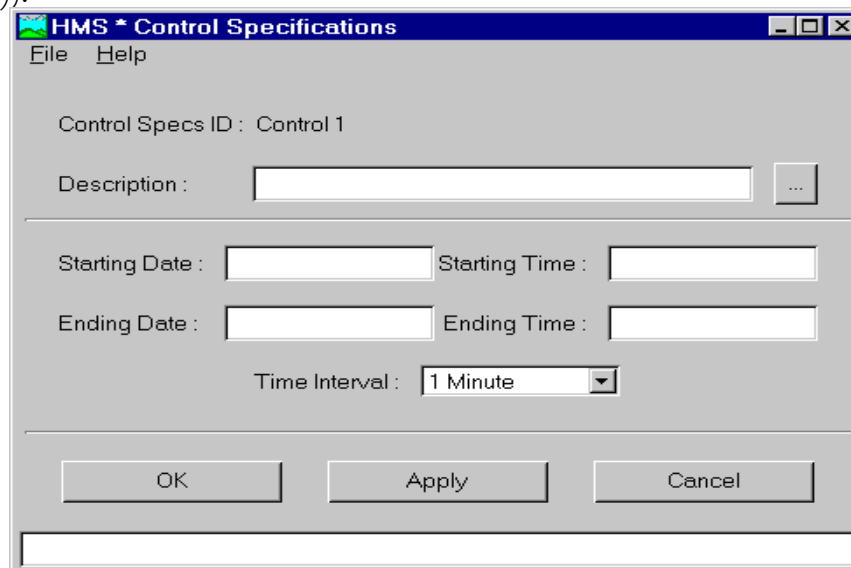 )).
HMS * Control Specifications
File Help
Control Specs ID : Control 1
Description :
...
Starting Date : Starting Time :
Ending Date : Ending Time :
Time Interval : 1 Minute
OK Apply Cancel